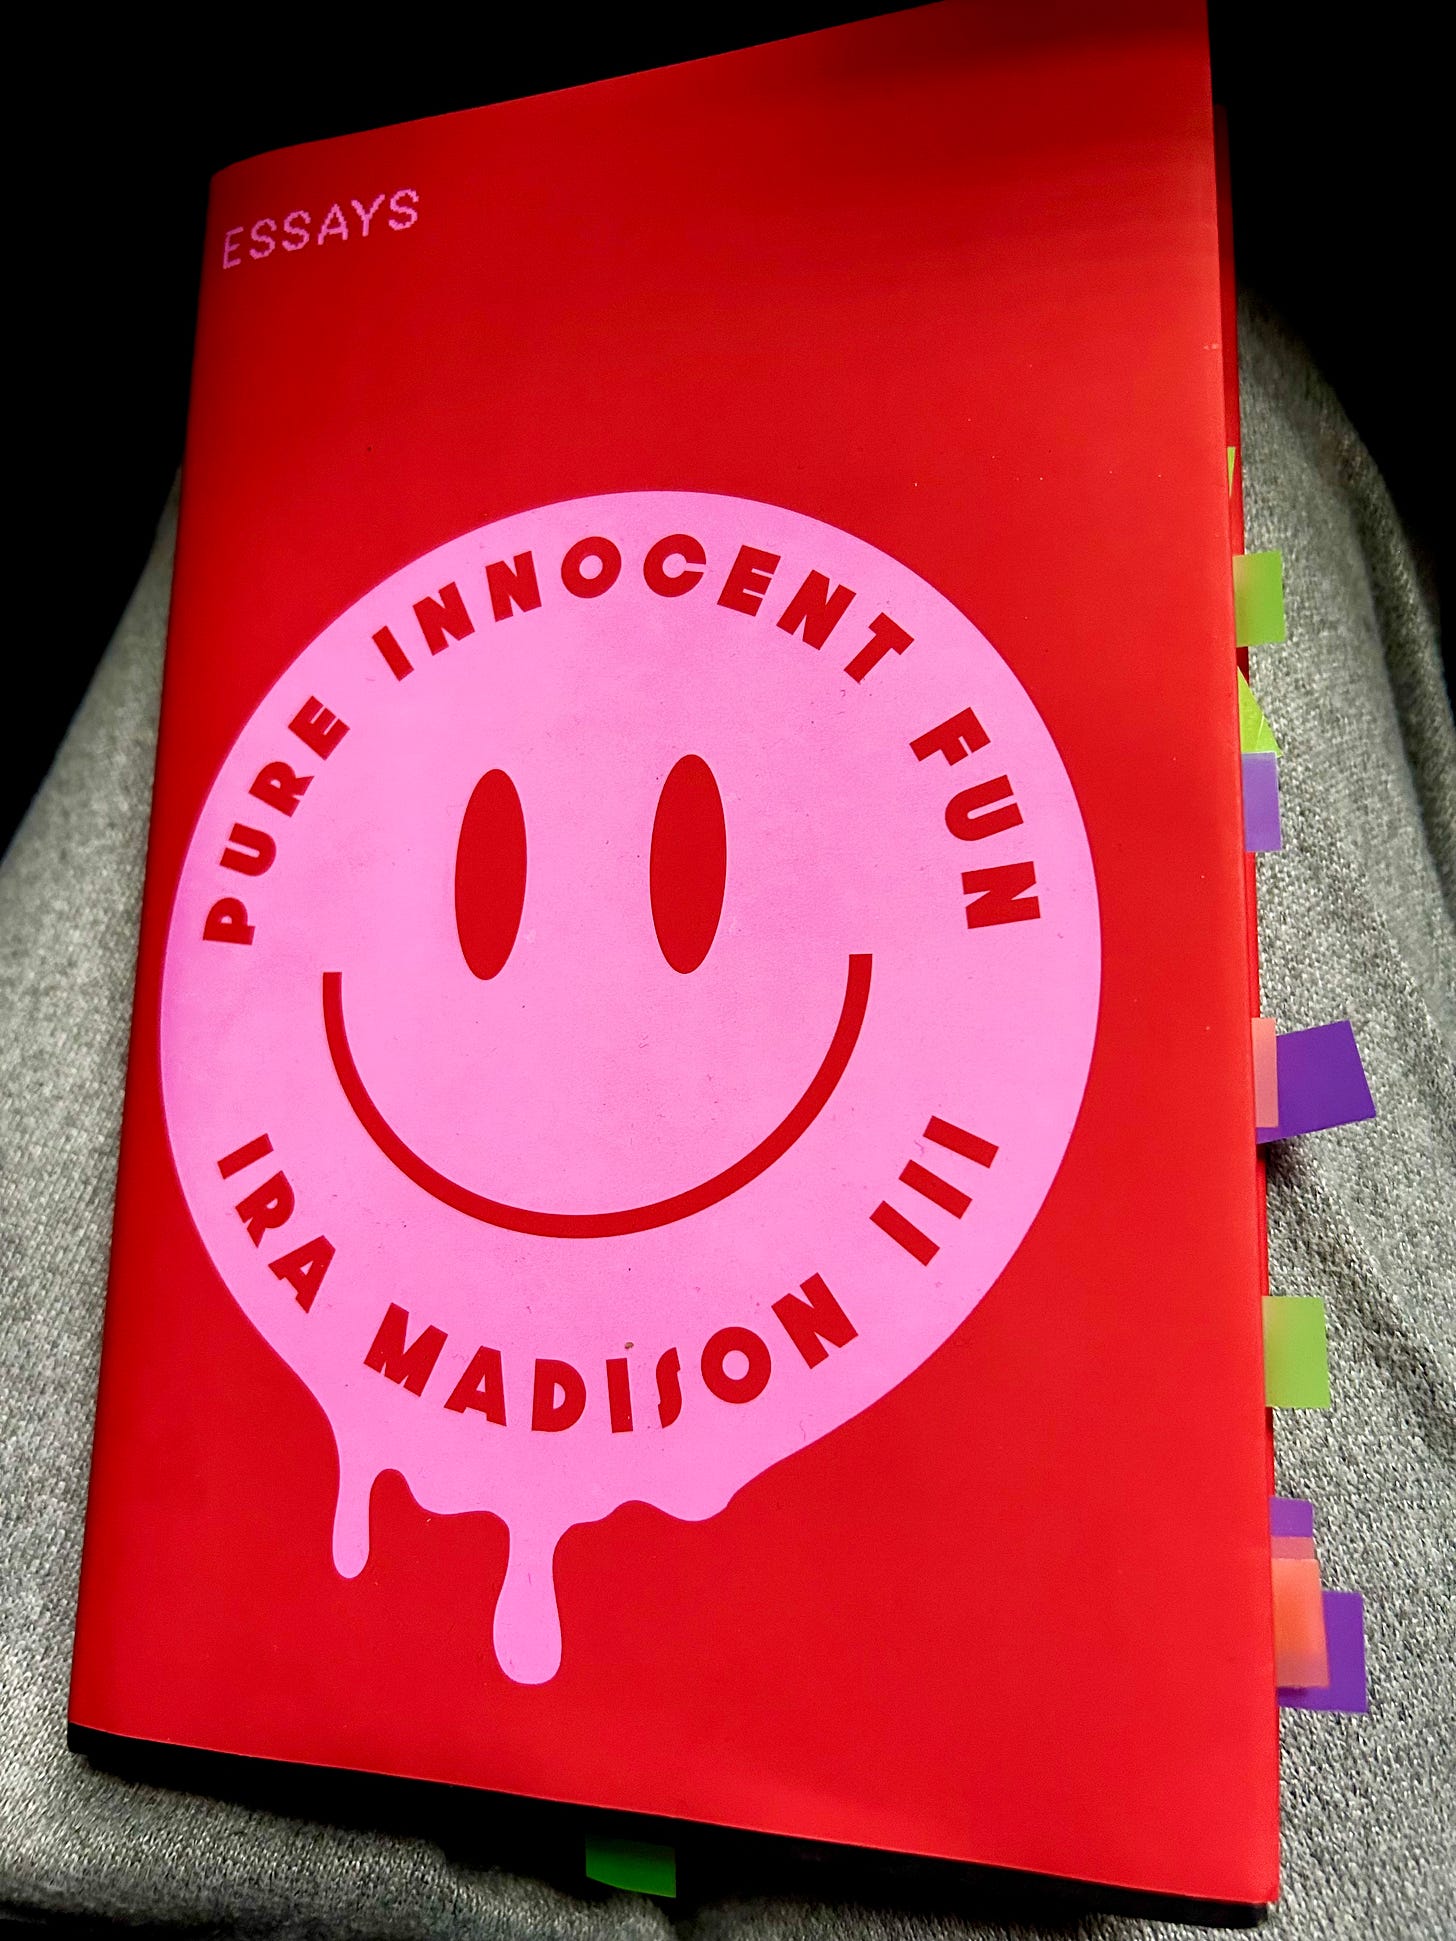 ESSAYS
PURE INNOCENT FUN
IRA MADISON III